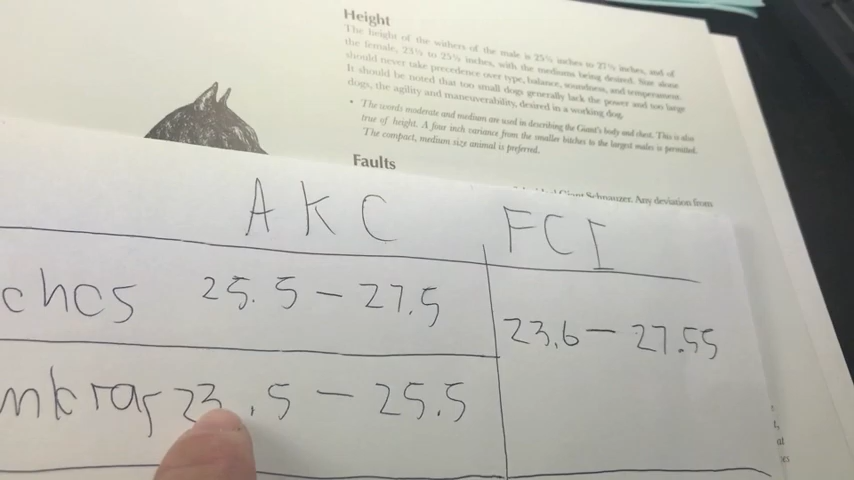 Height
The height of the withers of the male is 25½ inches to 27½ inches, and of
the female, 23½ to 25½ inches, with the mediums being desired. Size alone
should never take precedence over type, balance, soundness, and temperament.
It should be noted that too small dogs generally lack the power and too large
dogs, the agility and maneuverability, desired in a working dog.
• The words moderate and medium are used in describing the Giant's body and chest. This is also
true of height. A four inch variance from the smaller bitches to the largest males is permitted.
The compact, medium size animal is preferred.
Faults
Giant Schnauzer. Any deviation from
AKC FCI
25.5 - 27.5
23.6 - 27.55
23.5 - 25.5